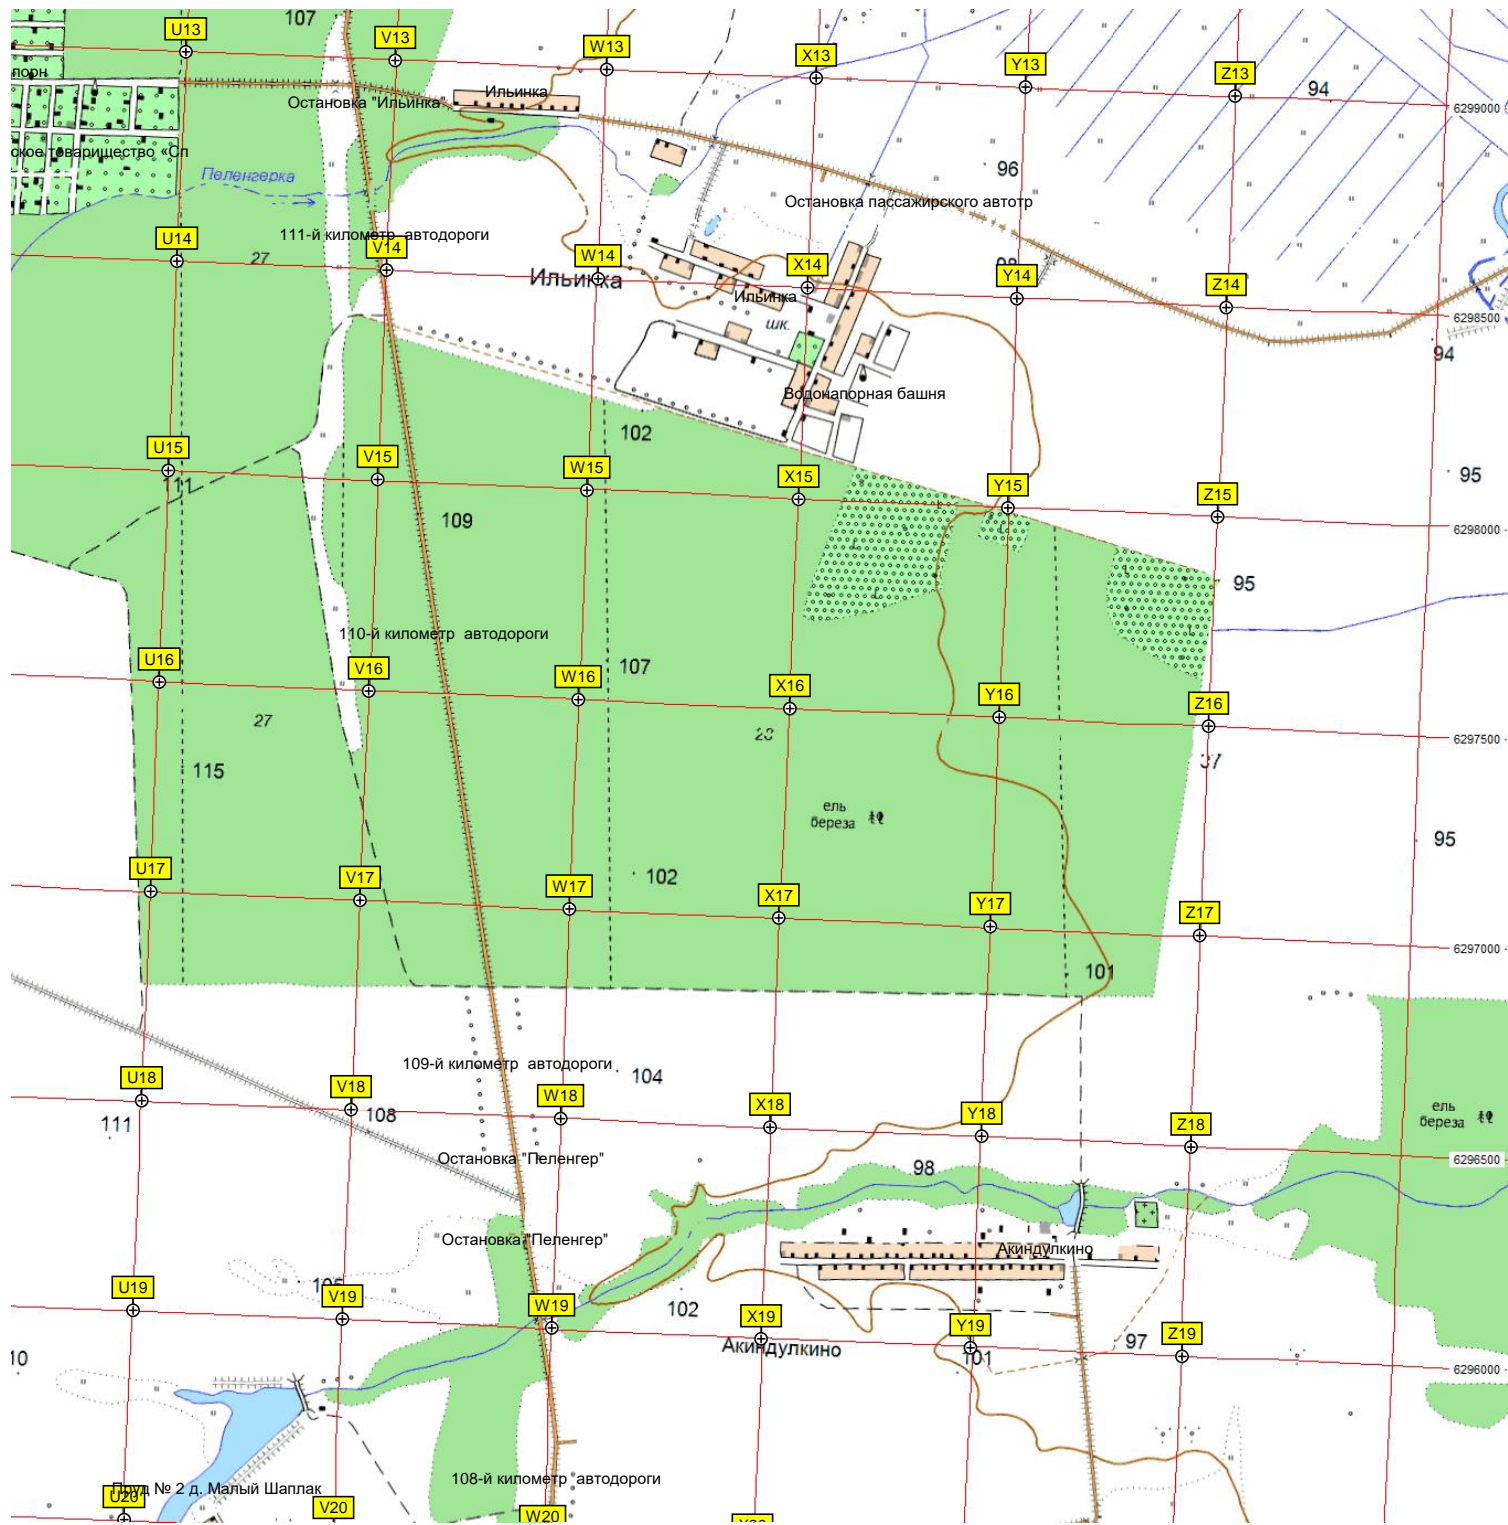 107
U13
V13
W13
X13
Y13
Z13
94
порн
Ильинка
Остановка "Ильинка"
6299000
ское товарищество «Сп
Пеленгерка
96
Остановка пассажирского автотр
111-й километр автодороги
U14
27
V14
W14
X14
Y14
Z14
Ильинка
Ильинка
шк.
6298500
94
Водонапорная башня
102
U15
V15
W15
X15
Y15
Z15
95
111
109
6298000
95
110-й километр автодороги
U16
V16
107
W16
X16
Y16
Z16
27
6297500
37
115
ель
береза
95
U17
V17
102
W17
X17
Y17
Z17
6297000
101
109-й километр автодороги
104
U18
V18
W18
X18
Y18
Z18
111
108
ель
береза
Остановка "Пеленгер"
98
6296500
Остановка "Пеленгер"
Акиндулкино
U19
V19
W19
102
X19
Y19
Z19
97
Акиндулкино
101
10
6296000
108-й километр автодороги
Пруд № 2 д. Малый Шаплак
U20
V20
W20